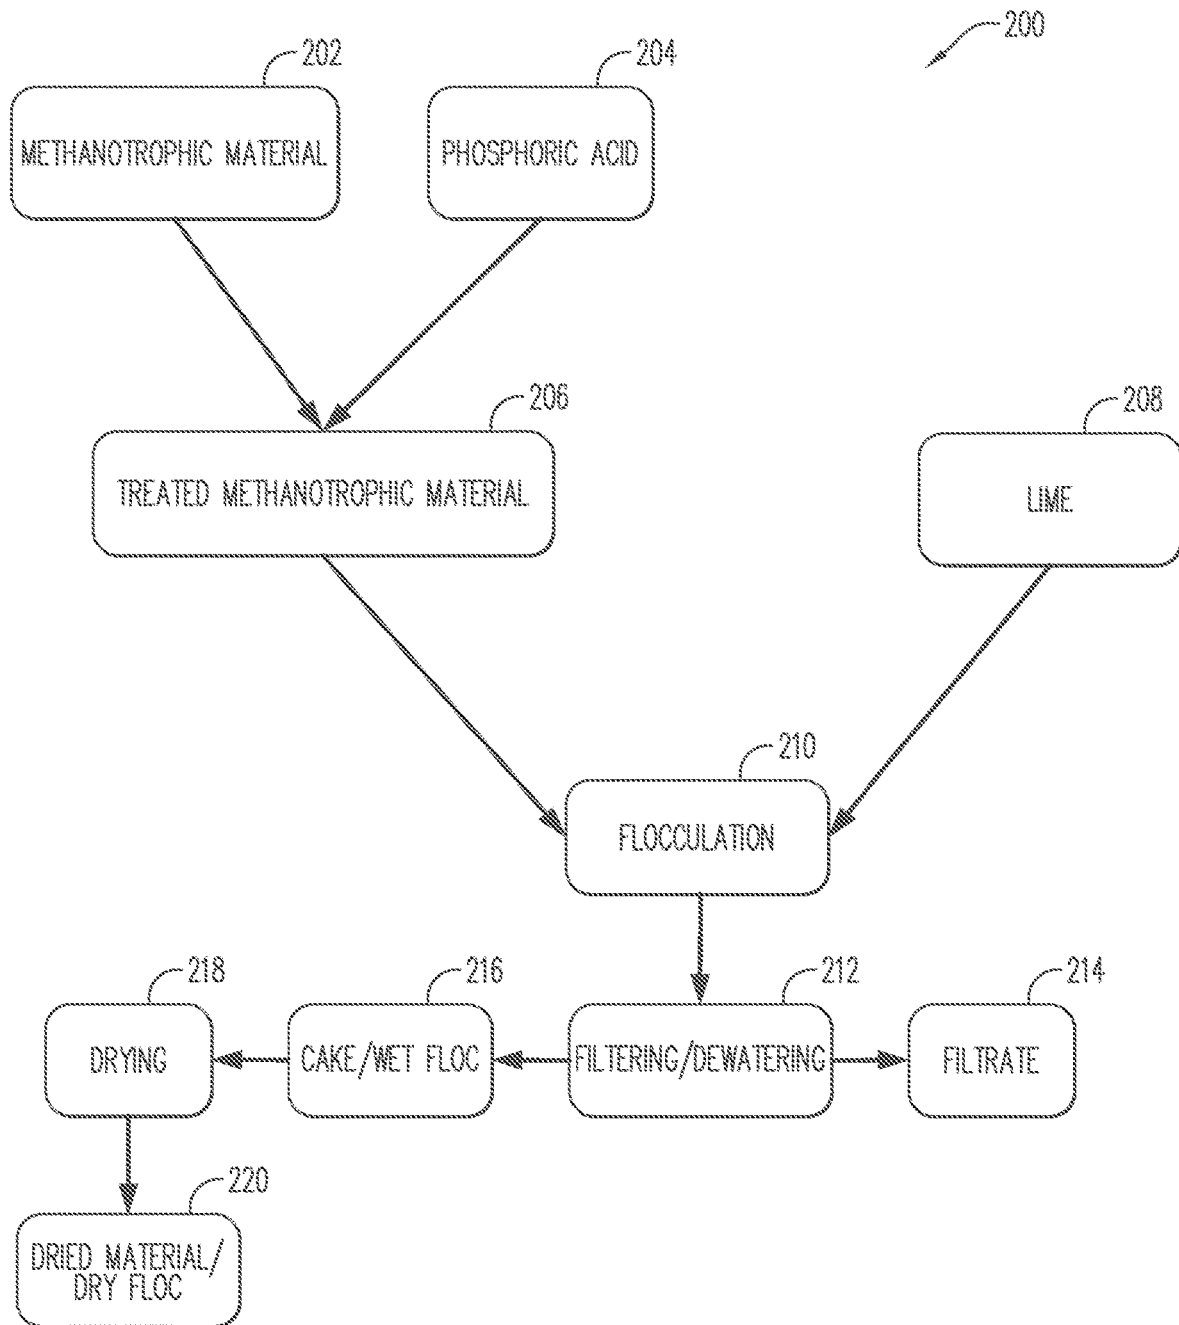 200
202
204
METHANOTROPHIC MATERIAL
PHOSPHORIC ACID
206
208
TREATED METHANOTROPHIC MATERIAL
LIME
210
FLOCCULATION
218
216
212
214
DRYING
CAKE/WET FLOC
FILTERING/DEWATERING
FILTRATE
220
DRIED MATERIAL/
DRY FLOC